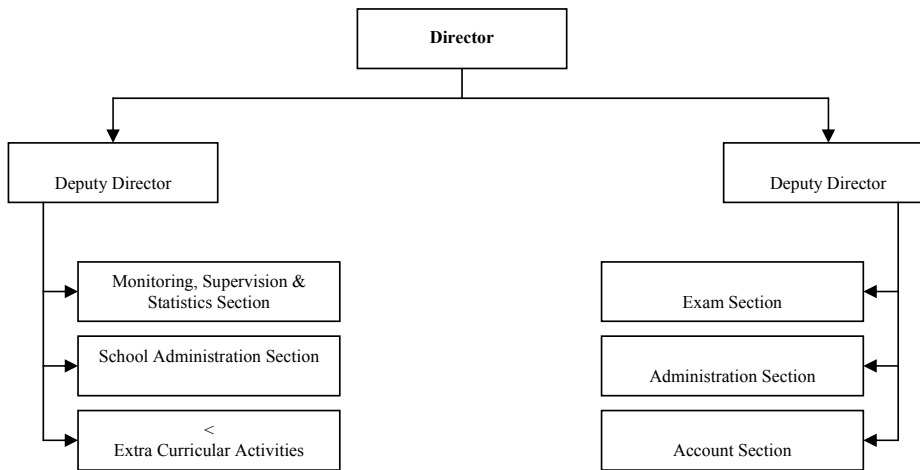 Director
Deputy Director
Deputy Director
Monitoring, Supervision &
Statistics Section
Exam Section
School Administration Section
Administration Section
<
Extra Curricular Activities
Account Section